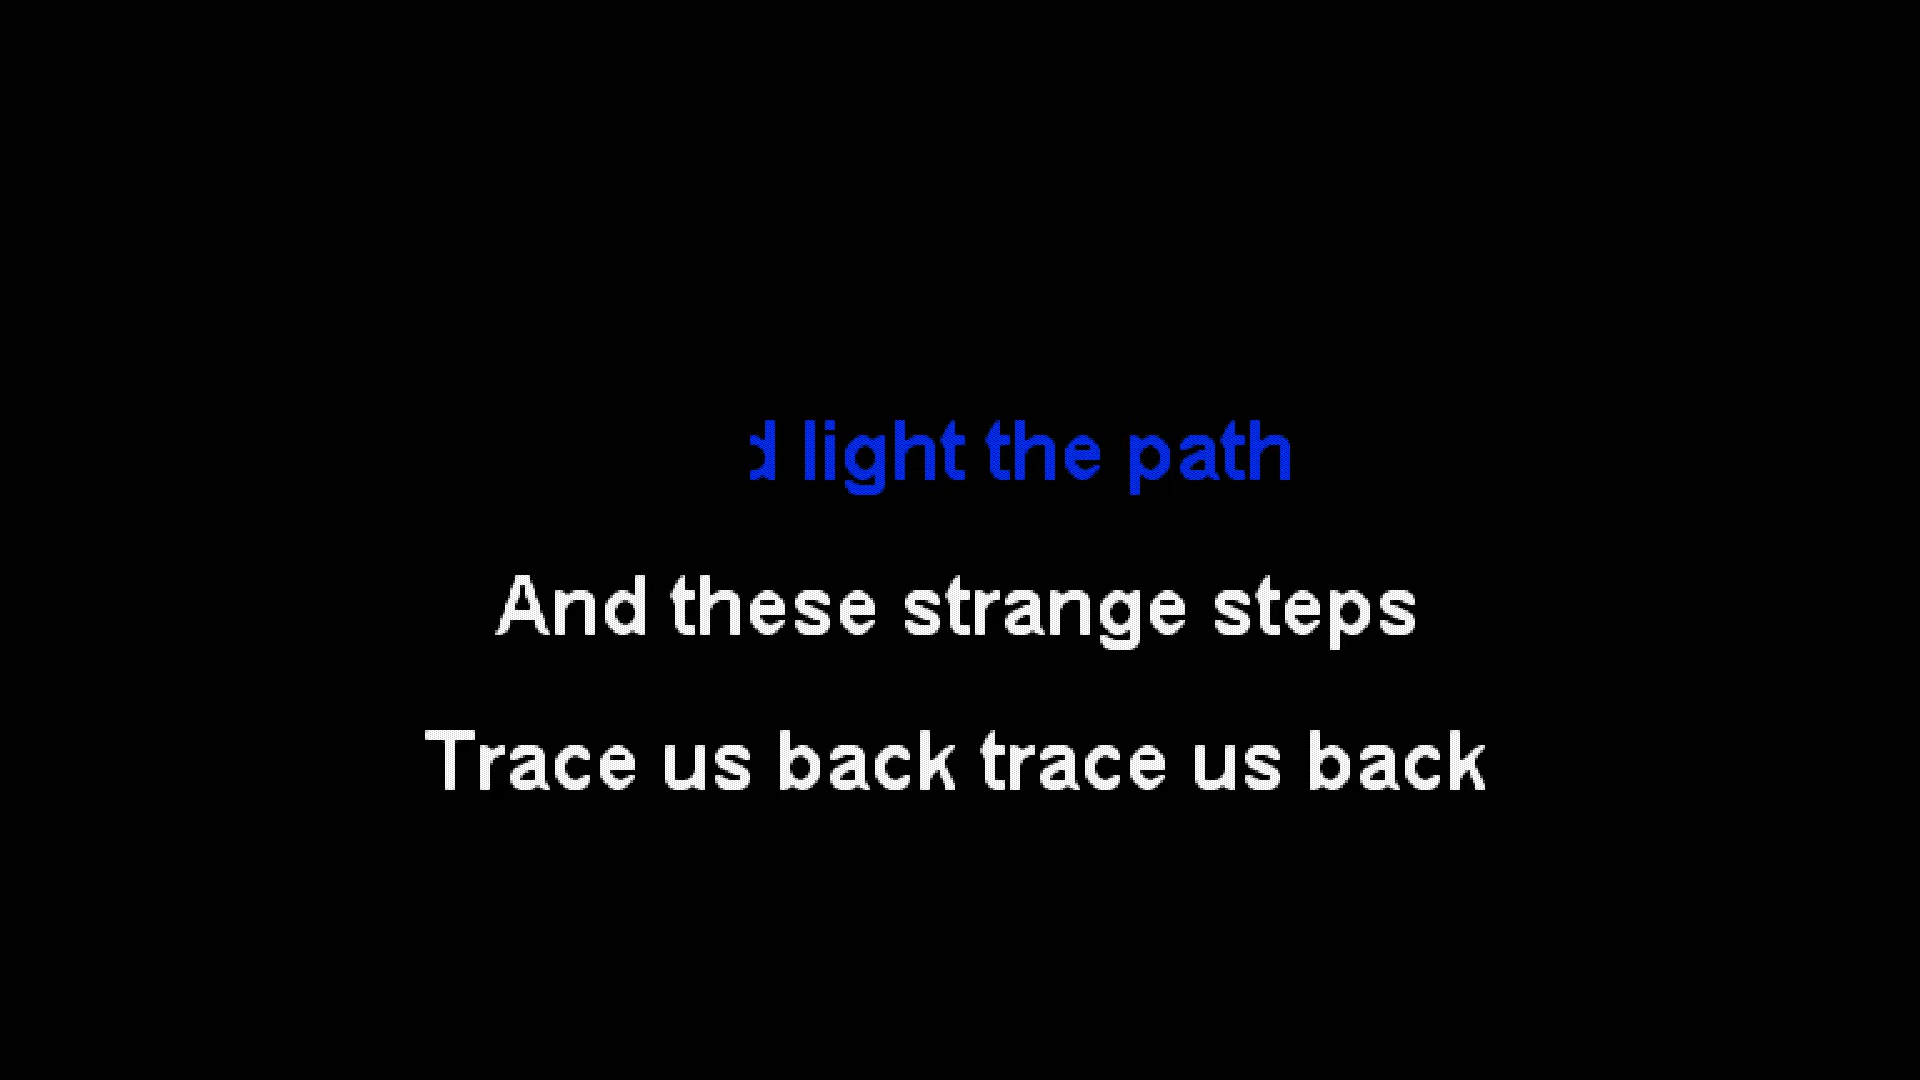 light the path
And these strange steps
Trace us back trace us back